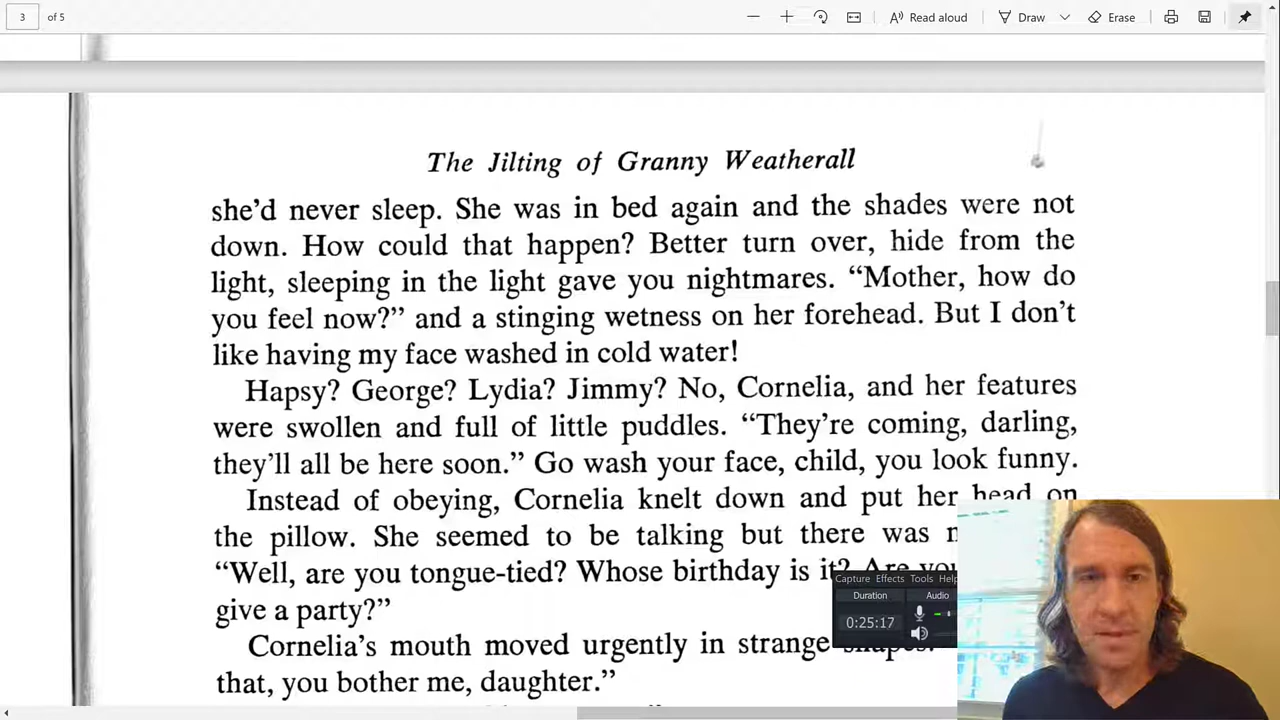 3 of 5 Read aloud Draw Erase
The Jilting of Granny Weatherall
she'd never sleep. She was in bed again and the shades were not
down. How could that happen? Better turn over, hide from the
light, sleeping in the light gave you nightmares. “Mother, how do
you feel now?” and a stinging wetness on her forehead. But I don't
like having my face washed in cold water!
Hapsy? George? Lydia? Jimmy? No, Cornelia, and her features
were swollen and full of little puddles. “They're coming, darling,
they'll all be here soon.” Go wash your face, child, you look funny.
Instead of obeying, Cornelia knelt down and put her head on
the pillow. She seemed to be talking but there was
“Well, are you tongue-tied? Whose birthday is it? Are you
give a party?”
Cornelia's mouth moved urgently in strange
that, you bother me, daughter.”
Capture Effects Tools Help
Duration Audio
0:25:17